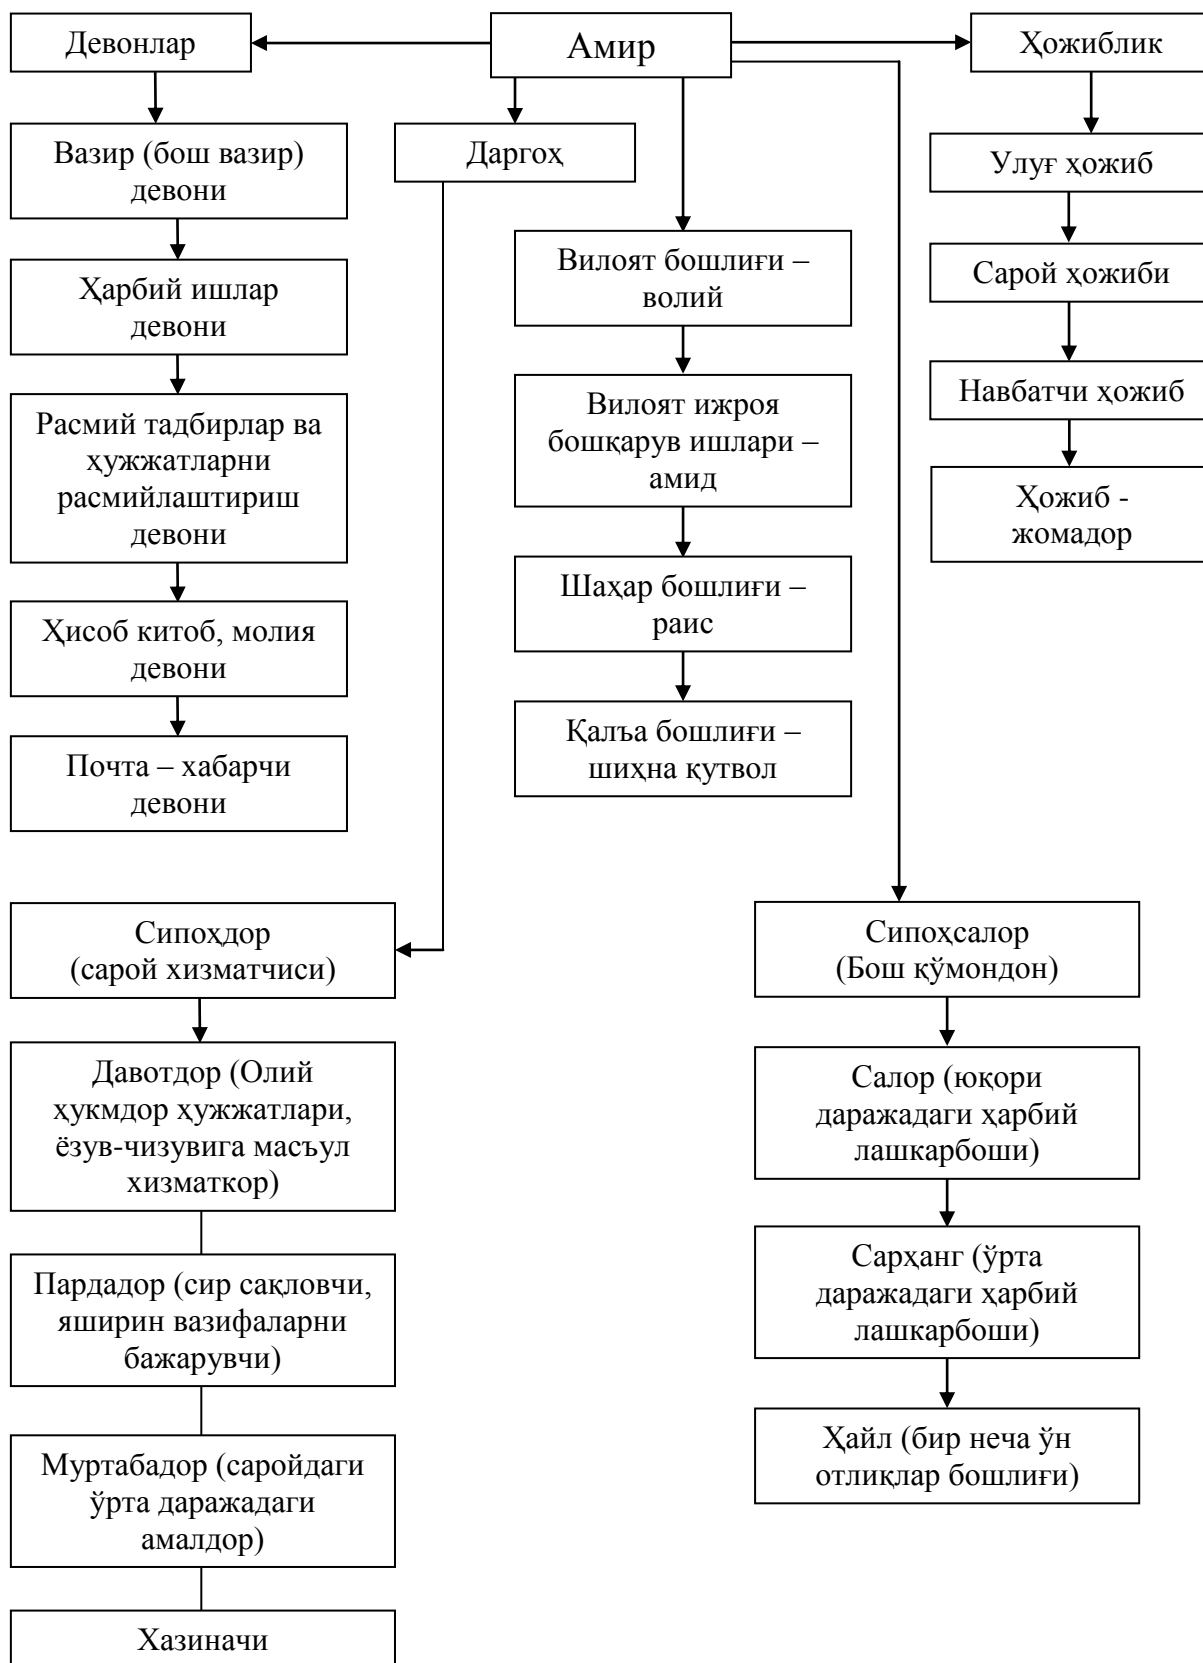 Девонлар
Амир
Ҳожиблик
Вазир (бош вазир)
девони
Даргоҳ
Улуғ ҳожиб
Вилоят бошлиғи –
волий
Сарой ҳожиби
Ҳарбий ишлар
девони
Навбатчи ҳожиб
Вилоят ижроя
бошқарув ишлари –
амид
Расмий тадбирлар ва
ҳужжатларни
расмийлаштириш
девони
Ҳожиб -
жомадор
Шаҳар бошлиғи –
раис
Ҳисоб китоб, молия
девони
Қалъа бошлиғи –
шиҳна қутвол
Почта – хабарчи
девони
Сипоҳдор
(сарой хизматчиси)
Давотдор (Олий
ҳукмдор ҳужжатлари,
ёзув-чизувига масъул
хизматкор)
Пардадор (сир сақловчи,
яширин вазифаларни
бажарувчи)
Муртабадор (саройдаги
ўрта даражадаги
амалдор)
Хазиначи
Сипоҳсалор
(Бош қўмондон)
Салор (юқори
даражадаги ҳарбий
лашкарбоши)
Сарҳанг (ўрта
даражадаги ҳарбий
лашкарбоши)
Ҳайл (бир неча ўн
отлиқлар бошлиғи)